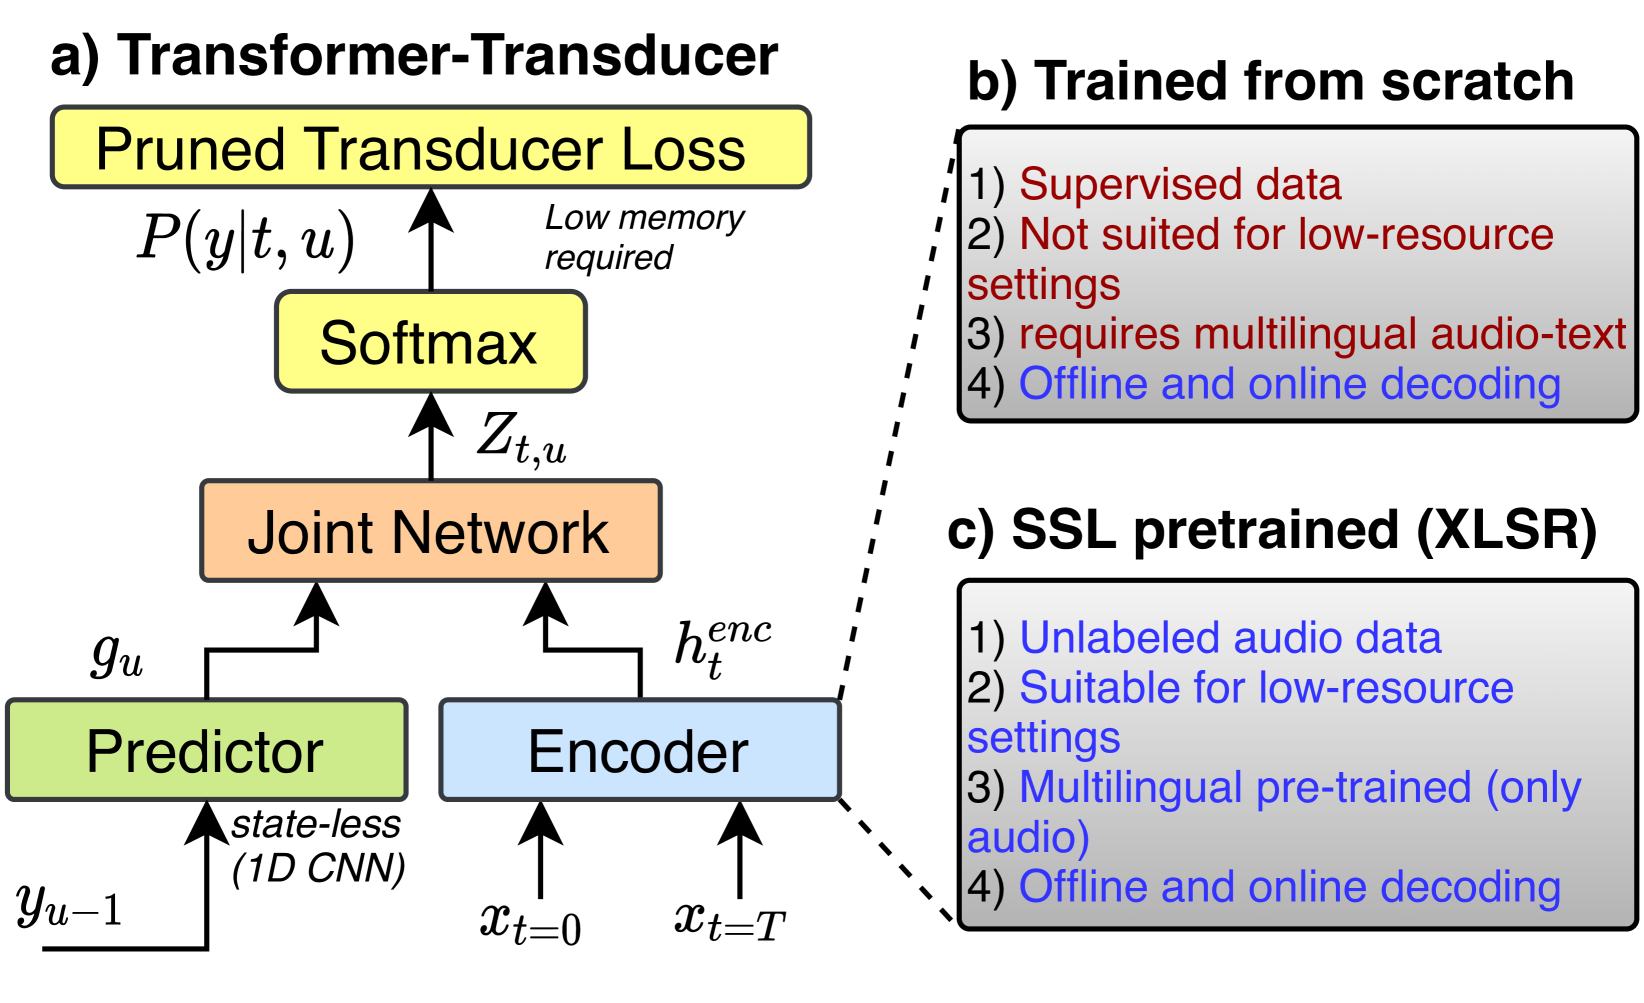 a) Transformer-Transducer
Pruned Transducer Loss
P(y|t, u)
Low memory
required
Softmax
Z_{t,u}
Joint Network
g_u
h_t^{enc}
Predictor
Encoder
state-less
(1D CNN)
y_{u-1}
x_{t=0}
x_{t=T}
b) Trained from scratch
1) Supervised data
2) Not suited for low-resource
settings
3) requires multilingual audio-text
4) Offline and online decoding
c) SSL pretrained (XLSR)
1) Unlabeled audio data
2) Suitable for low-resource
settings
3) Multilingual pre-trained (only
audio)
4) Offline and online decoding